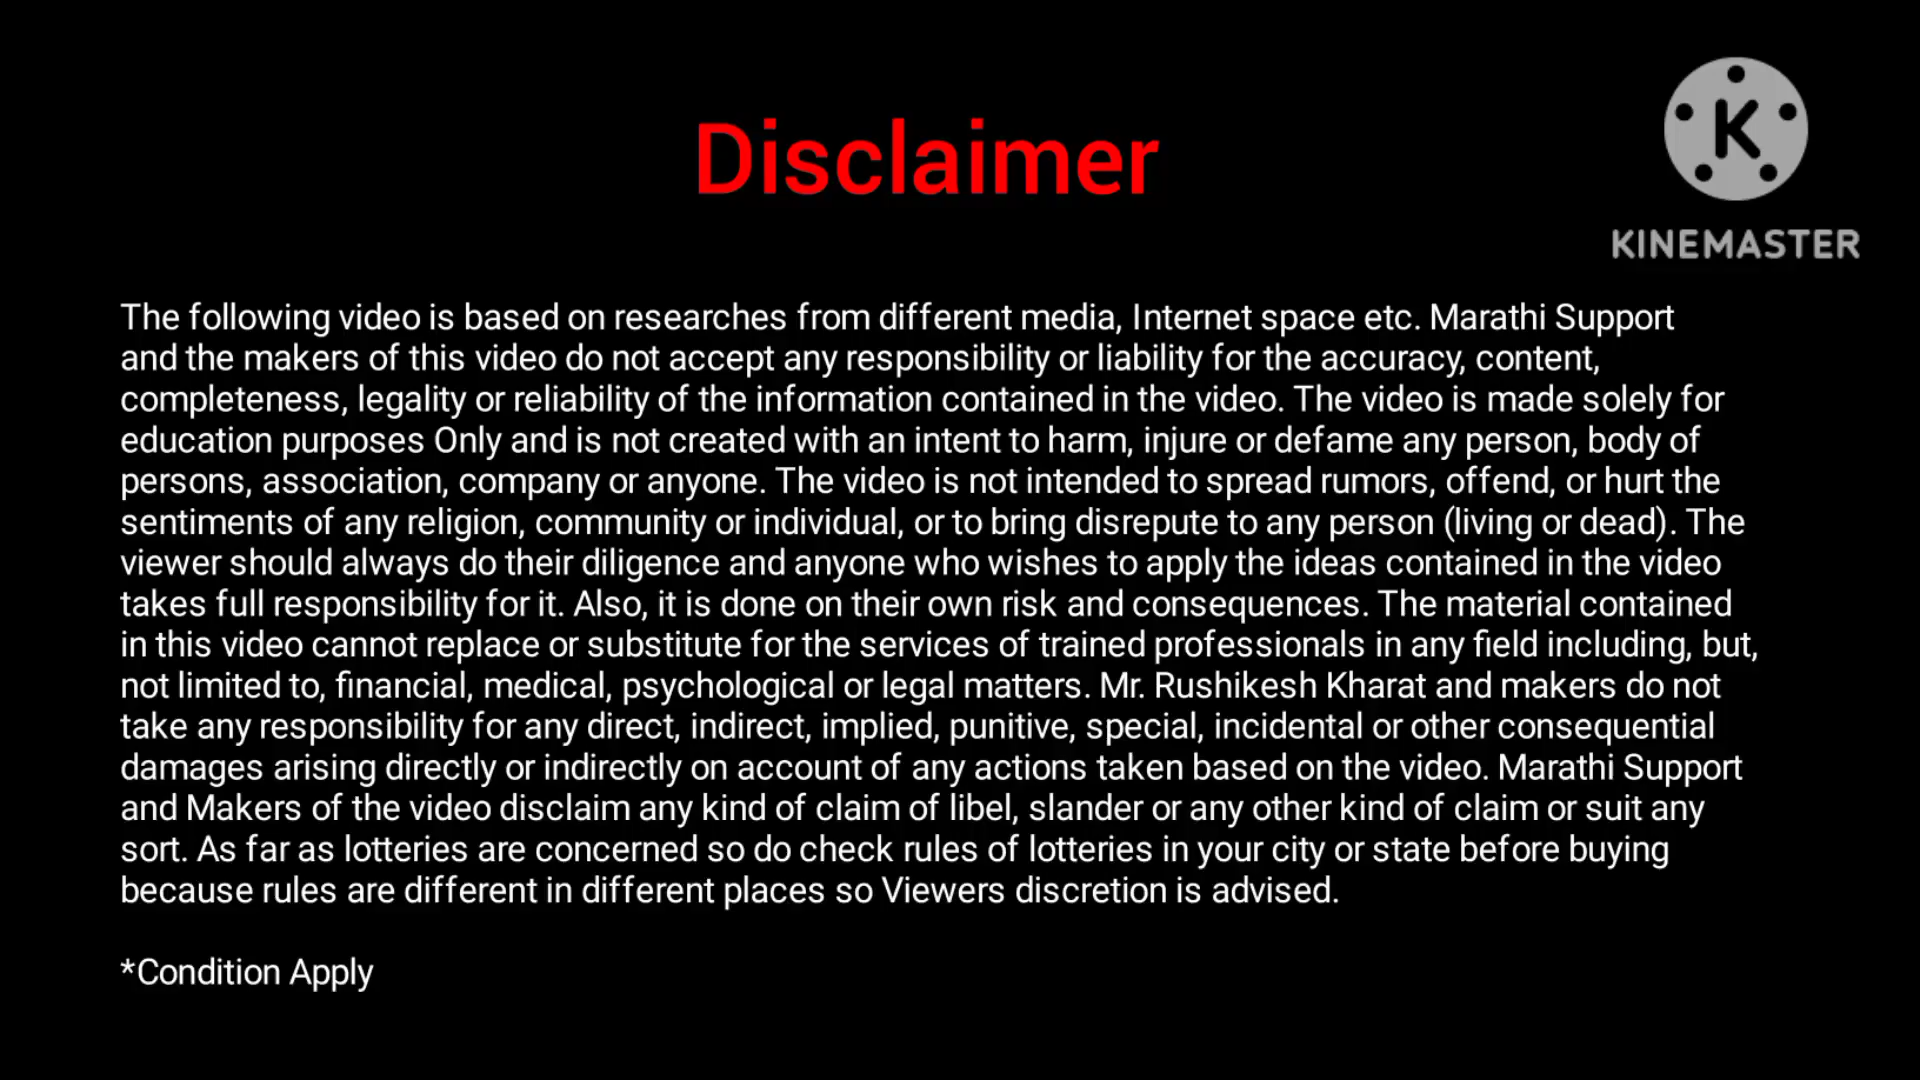 Disclaimer
K
KINEMASTER
The following video is based on researches from different media, Internet space etc. Marathi Support
and the makers of this video do not accept any responsibility or liability for the accuracy, content,
completeness, legality or reliability of the information contained in the video. The video is made solely for
education purposes Only and is not created with an intent to harm, injure or defame any person, body of
persons, association, company or anyone. The video is not intended to spread rumors, offend, or hurt the
sentiments of any religion, community or individual, or to bring disrepute to any person (living or dead). The
viewer should always do their diligence and anyone who wishes to apply the ideas contained in the video
takes full responsibility for it. Also, it is done on their own risk and consequences. The material contained
in this video cannot replace or substitute for the services of trained professionals in any field including, but,
not limited to, financial, medical, psychological or legal matters. Mr. Rushikesh Kharat and makers do not
take any responsibility for any direct, indirect, implied, punitive, special, incidental or other consequential
damages arising directly or indirectly on account of any actions taken based on the video. Marathi Support
and Makers of the video disclaim any kind of claim of libel, slander or any other kind of claim or suit any
sort. As far as lotteries are concerned so do check rules of lotteries in your city or state before buying
because rules are different in different places so Viewers discretion is advised.
*Condition Apply